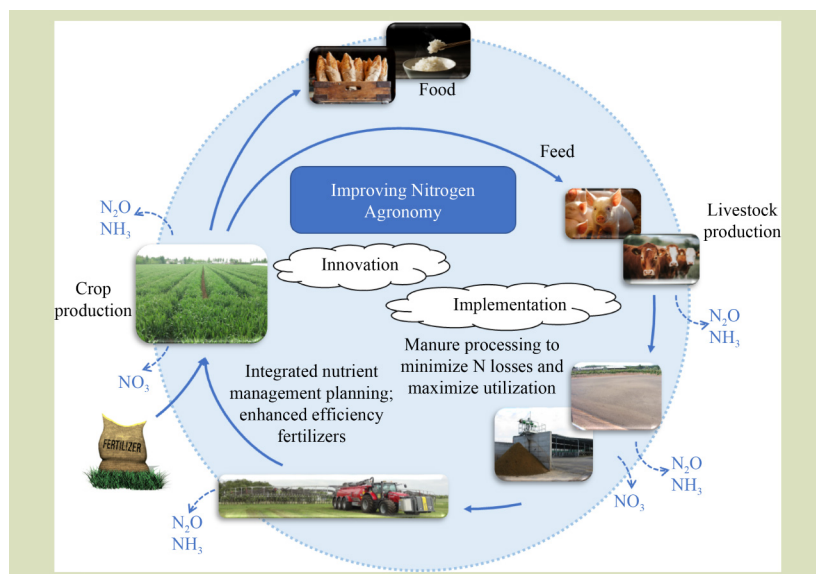 Food
Feed
Improving Nitrogen
Agronomy
Livestock
production
N₂O
NH₃
Innovation
Crop
production
Implementation
N₂O
NH₃
Manure processing to
minimize N losses and
maximize utilization
NO₃
Integrated nutrient
management planning;
enhanced efficiency
fertilizers
FERTILIZER
N₂O
NH₃
NO₃
N₂O
NH₃